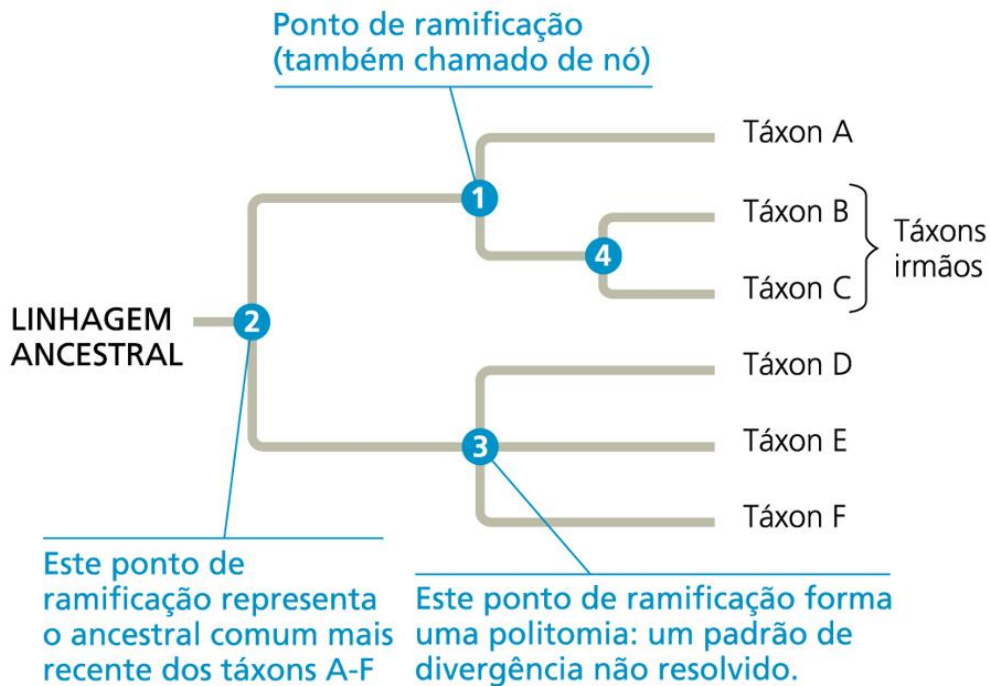 Ponto de ramificação
(também chamado de nó)
Táxon A
1
Táxon B
4
Táxons
irmãos
Táxon C
LINHAGEM
ANCESTRAL
2
Táxon D
3
Táxon E
Táxon F
Este ponto de
ramificação representa
o ancestral comum mais
recente dos táxons A-F
Este ponto de ramificação forma
uma politomia: um padrão de
divergência não resolvido.